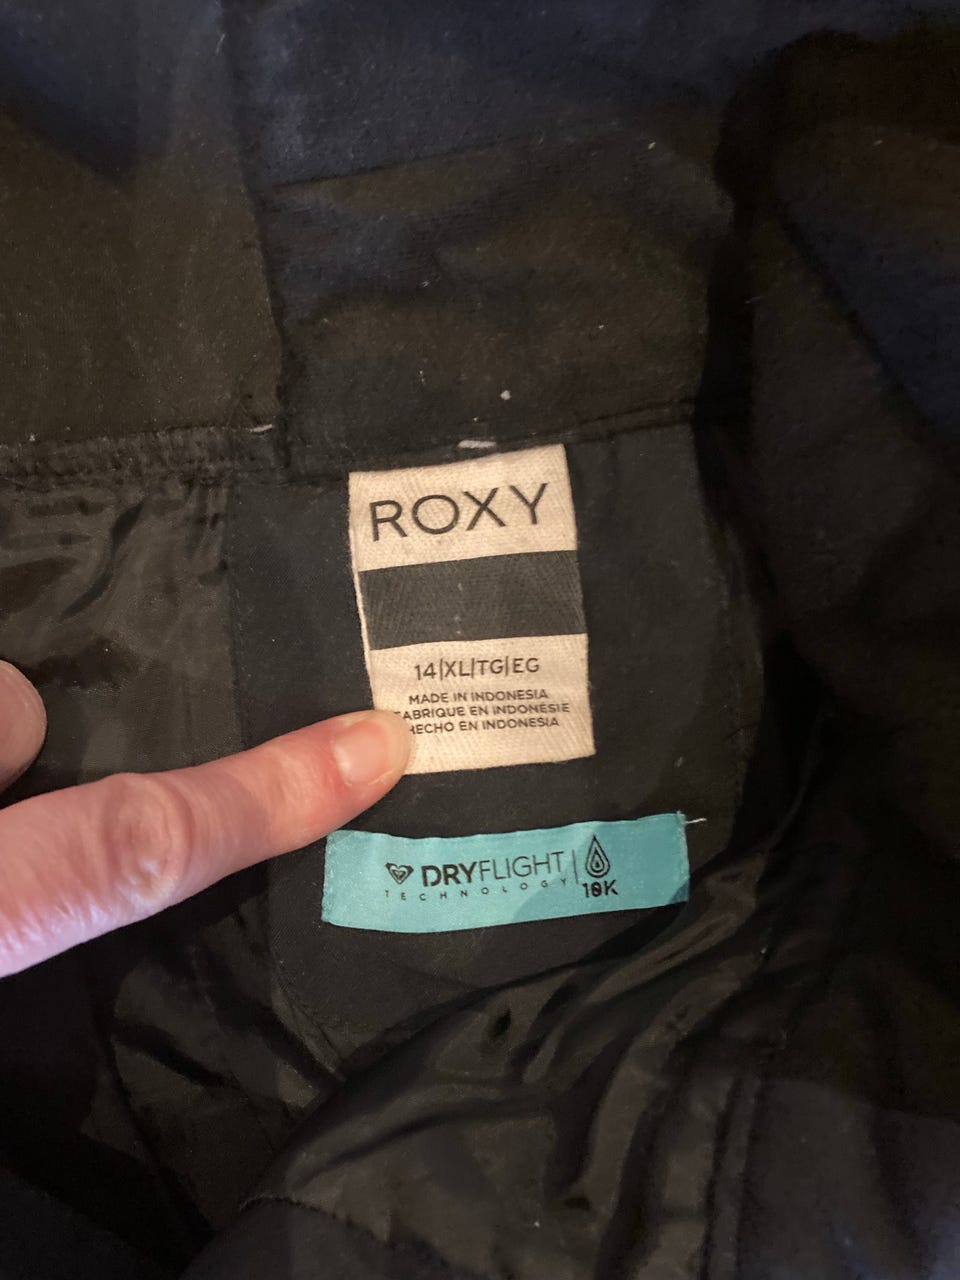 ROXY
14|XL|TG|EG
MADE IN INDONESIA
FABRIQUE EN INDONÉSIE
HECHO EN INDONESIA
DRYFLIGHT
TECHNOLOGY
10K